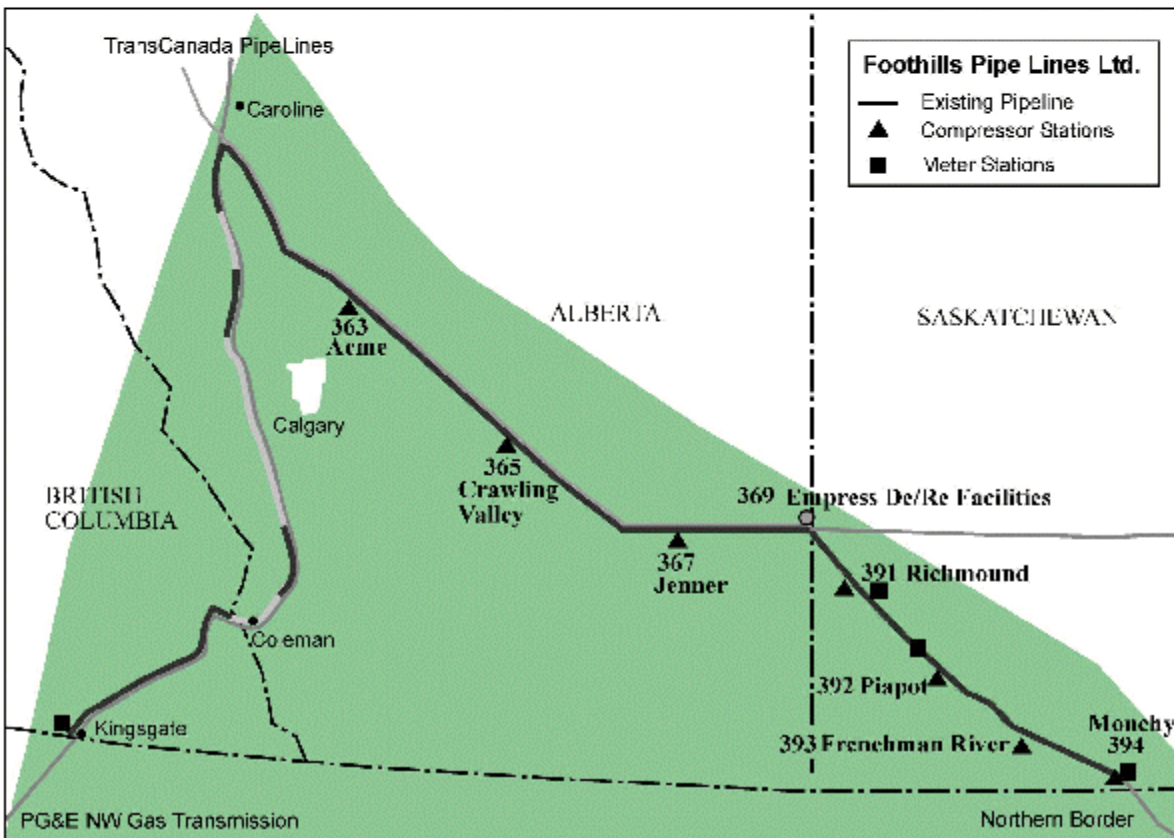 TransCanada PipeLines
Caroline
Foothills Pipe Lines Ltd.
Existing Pipeline
Compressor Stations
Meter Stations
ALBERTA
SASKATCHEWAN
363
Acme
Calgary
365
Crawling
Valley
BRITISH
COLUMBIA
369 Empress De/Re Facilities
367
Jenner
391 Richmound
Coleman
392 Piapot
Kingsgate
393 Frenchman River
Monchy
394
PG&E NW Gas Transmission
Northern Border